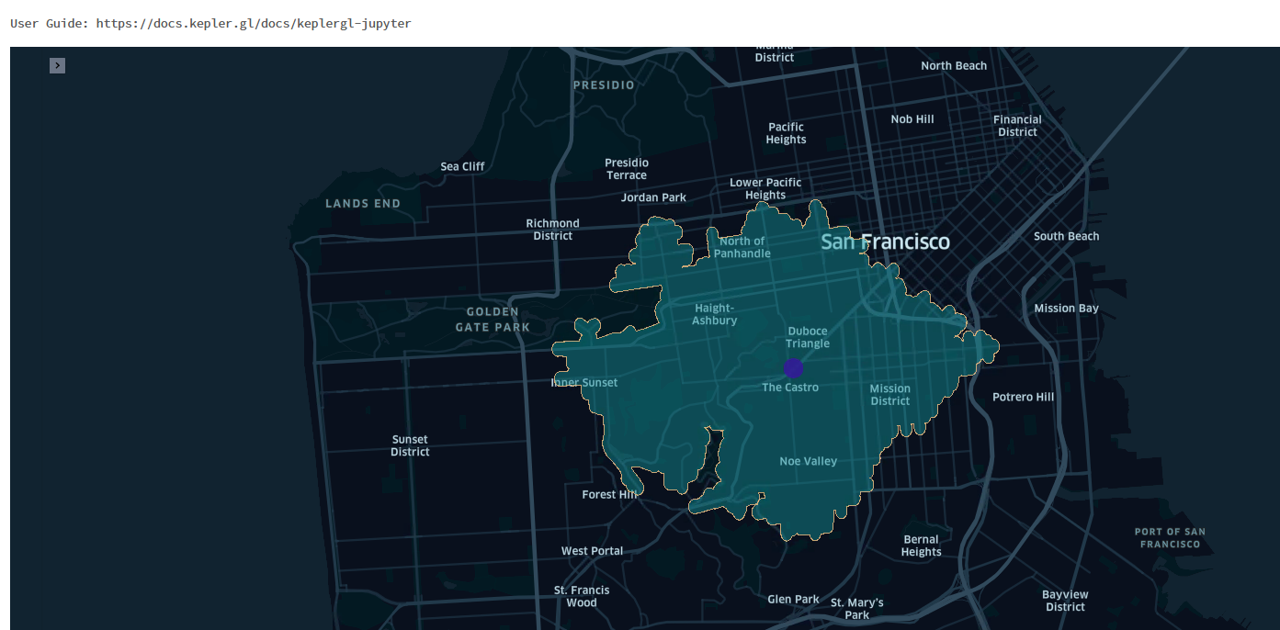 User Guide: https://docs.kepler.gl/docs/keplergl-jupyter
Marina
District
North Beach
PRESIDIO
Nob Hill
Financial
District
Pacific
Heights
Sea Cliff
Presidio
Terrace
Lower Pacific
Heights
Jordan Park
LANDS END
Richmond
District
North of
Panhandle
San Francisco
South Beach
GOLDEN
GATE PARK
Haight-
Ashbury
Mission Bay
Duboce
Triangle
Inner Sunset
The Castro
Mission
District
Potrero Hill
Sunset
District
Noe Valley
Forest Hill
PORT OF SAN
FRANCISCO
West Portal
Bernal
Heights
St. Francis
Wood
Glen Park
St. Mary's
Park
Bayview
District